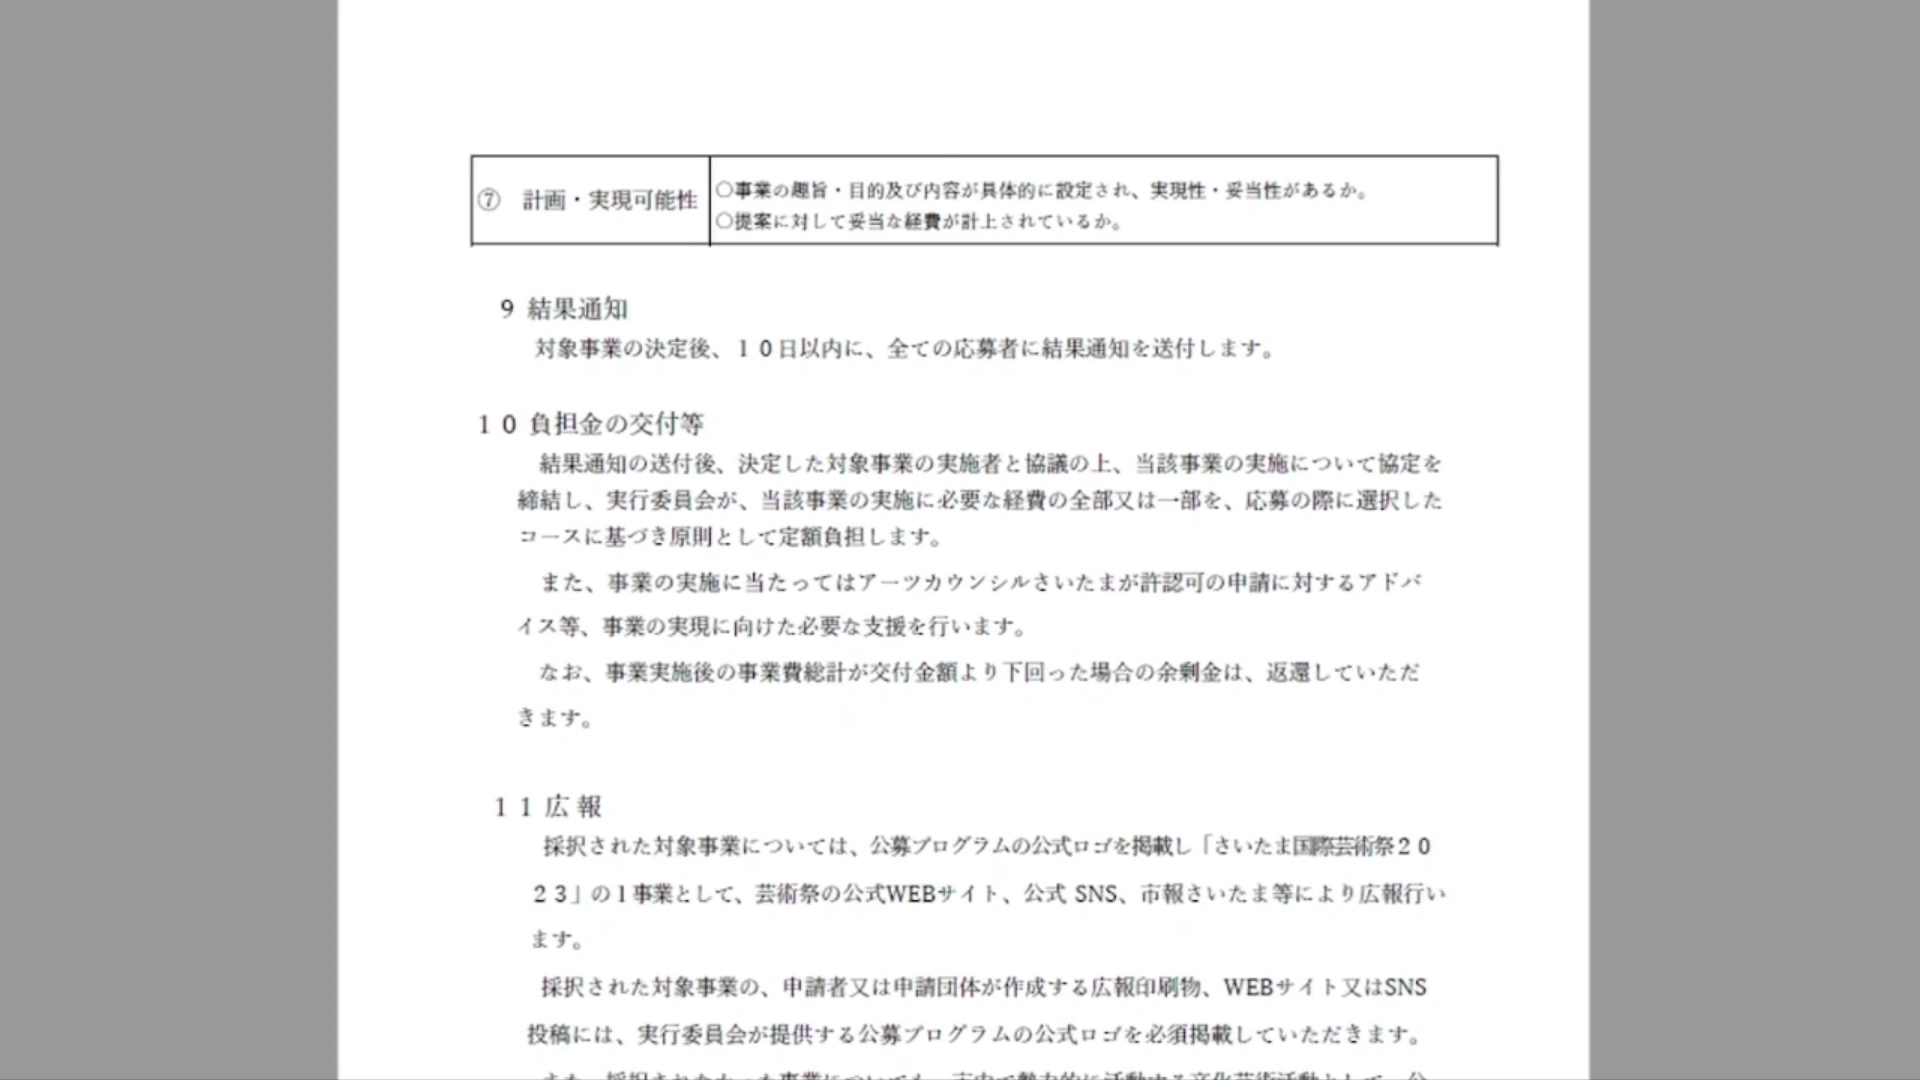 ⑦ 計画・実現可能性
○事業の趣旨・目的及び内容が具体的に設定され、実現性・妥当性があるか。
○提案に対して妥当な経費が計上されているか。
９ 結果通知
対象事業の決定後、１０日以内に、全ての応募者に結果通知を送付します。
１０ 負担金の交付等
結果通知の送付後、決定した対象事業の実施者と協議の上、当該事業の実施について協定を
締結し、実行委員会が、当該事業の実施に必要な経費の全部又は一部を、応募の際に選択した
コースに基づき原則として定額負担します。
また、事業の実施に当たってはアーツカウンシルさいたまが許認可の申請に対するアドバ
イス等、事業の実現に向けた必要な支援を行います。
なお、事業実施後の事業費総計が交付金額より下回った場合の余剰金は、返還していただ
きます。
１１ 広 報
採択された対象事業については、公募プログラムの公式ロゴを掲載し「さいたま国際芸術祭２０
２３」の１事業として、芸術祭の公式WEBサイト、公式 SNS、市報さいたま等により広報行い
ます。
採択された対象事業の、申請者又は申請団体が作成する広報印刷物、WEBサイト又はSNS
投稿には、実行委員会が提供する公募プログラムの公式ロゴを必須掲載していただきます。